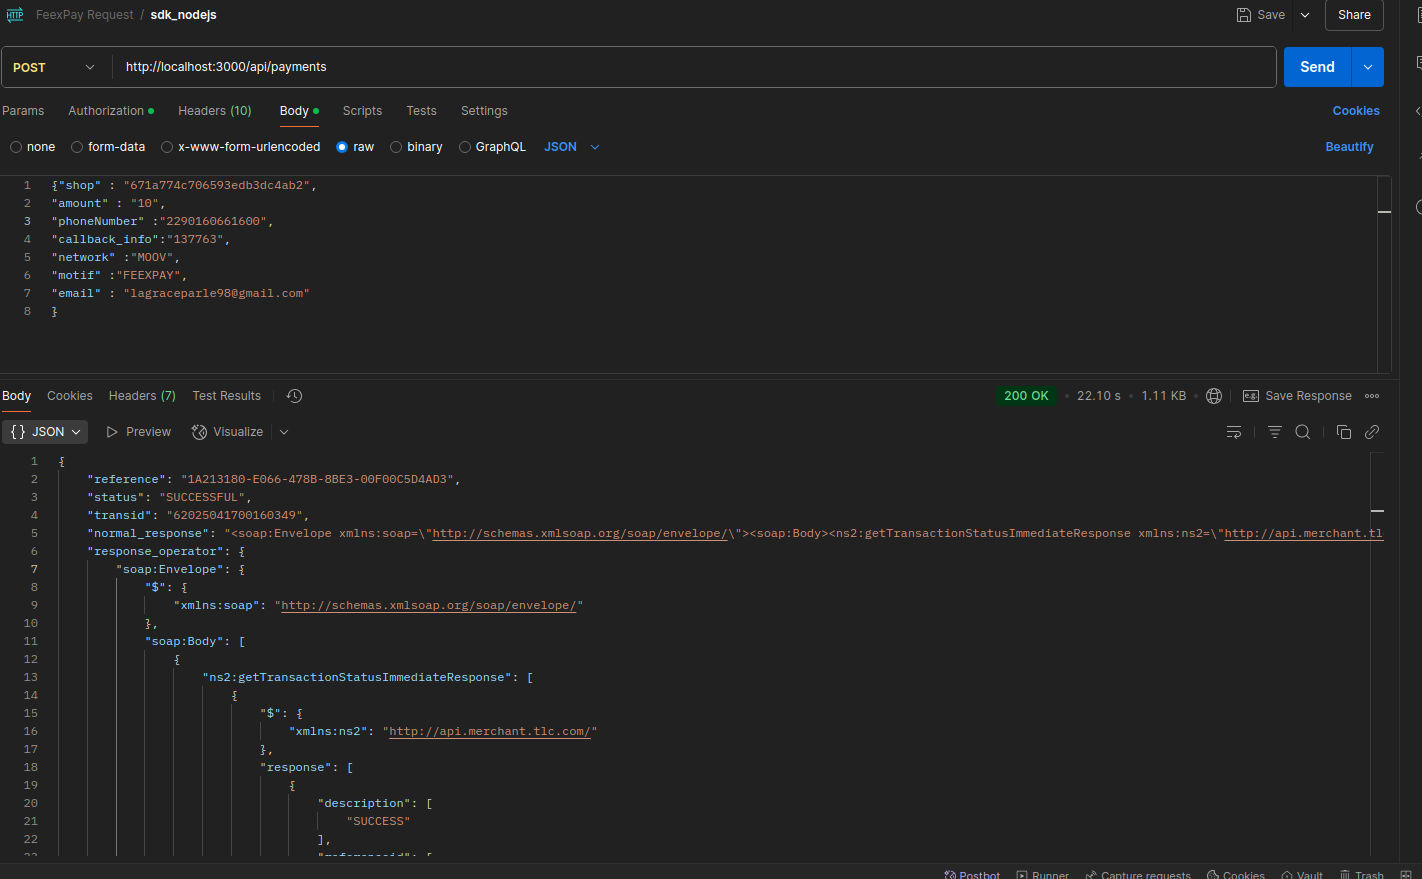 HTTP FeexPay Request / sdk_nodejs Save Share
POST http://localhost:3000/api/payments Send
Params Authorization Headers (10) Body Scripts Tests Settings Cookies
none form-data x-www-form-urlencoded raw binary GraphQL JSON Beautify
1 {"shop" : "671a774c706593edb3dc4ab2",
2 "amount" : "10",
3 "phoneNumber" :"2290160661600",
4 "callback_info":"137763",
5 "network" :"MOOV",
6 "motif" :"FEEXPAY",
7 "email" : "lagraceparle98@gmail.com"
8 }
Body Cookies Headers (7) Test Results 200 OK 22.10 s 1.11 KB e.g. Save Response
{} JSON Preview Visualize
1 {
2 "reference": "1A213180-E066-478B-8BE3-00F00C5D4AD3",
3 "status": "SUCCESSFUL",
4 "transid": "62025041700160349",
5 "normal_response": "<soap:Envelope xmlns:soap=\"http://schemas.xmlsoap.org/soap/envelope/\"><soap:Body><ns2:getTransactionStatusImmediateResponse xmlns:ns2=\"http://api.merchant.tl
6 "response_operator": {
7 "soap:Envelope": {
8 "$": {
9 "xmlns:soap": "http://schemas.xmlsoap.org/soap/envelope/"
10 },
11 "soap:Body": [
12 {
13 "ns2:getTransactionStatusImmediateResponse": [
14 {
15 "$": {
16 "xmlns:ns2": "http://api.merchant.tlc.com/"
17 },
18 "response": [
19 {
20 "description": [
21 "SUCCESS"
22 ],
Postbot Runner Capture requests Cookies Vault Trash